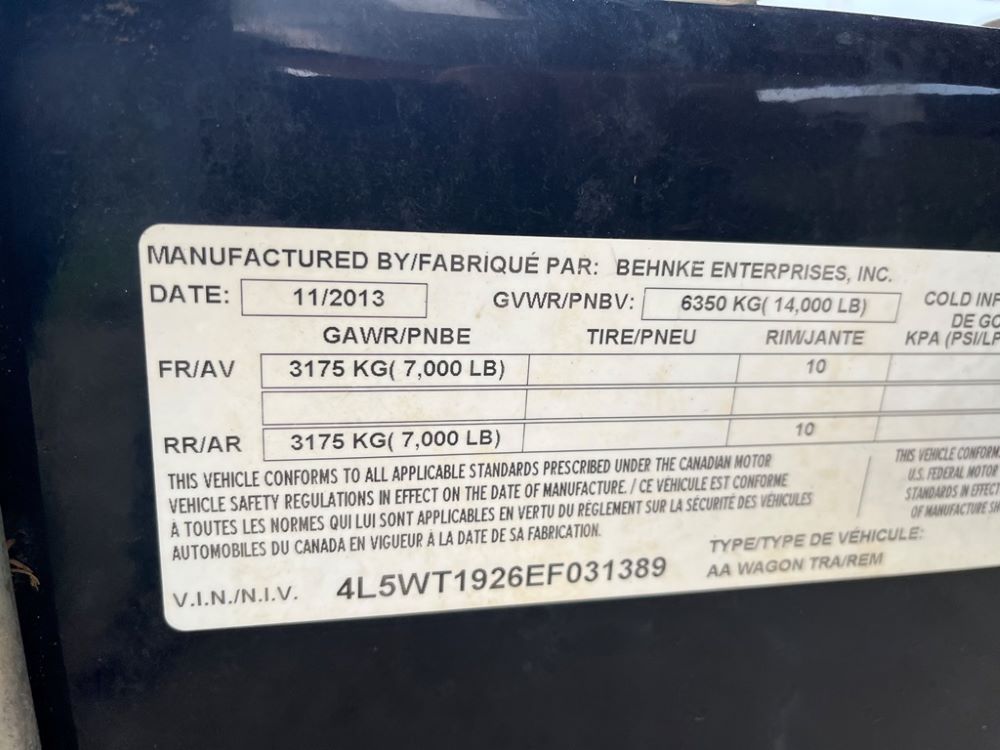 MANUFACTURED BY/FABRIQUÉ PAR: BEHNKE ENTERPRISES, INC.
DATE: 11/2013 GVWR/PNBV: 6350 KG( 14,000 LB) COLD INF
DE GO
GAWR/PNBE TIRE/PNEU RIM/JANTE KPA (PSI/LP
FR/AV 3175 KG( 7,000 LB) 10
RR/AR 3175 KG( 7,000 LB) 10
THIS VEHICLE CONFORMS TO ALL APPLICABLE STANDARDS PRESCRIBED UNDER THE CANADIAN MOTOR
VEHICLE SAFETY REGULATIONS IN EFFECT ON THE DATE OF MANUFACTURE. / CE VÉHICULE EST CONFORME
À TOUTES LES NORMES QUI LUI SONT APPLICABLES EN VERTU DU RÈGLEMENT SUR LA SÉCURITÉ DES VÉHICULES
AUTOMOBILES DU CANADA EN VIGUEUR À LA DATE DE SA FABRICATION.
THIS VEHICLE CONFORM
U.S. FEDERAL MOTOR
STANDARDS IN EFFECT
OF MANUFACTURE SH
V.I.N./N.I.V. 4L5WT1926EF031389
TYPE/TYPE DE VÉHICULE:
AA WAGON TRA/REM